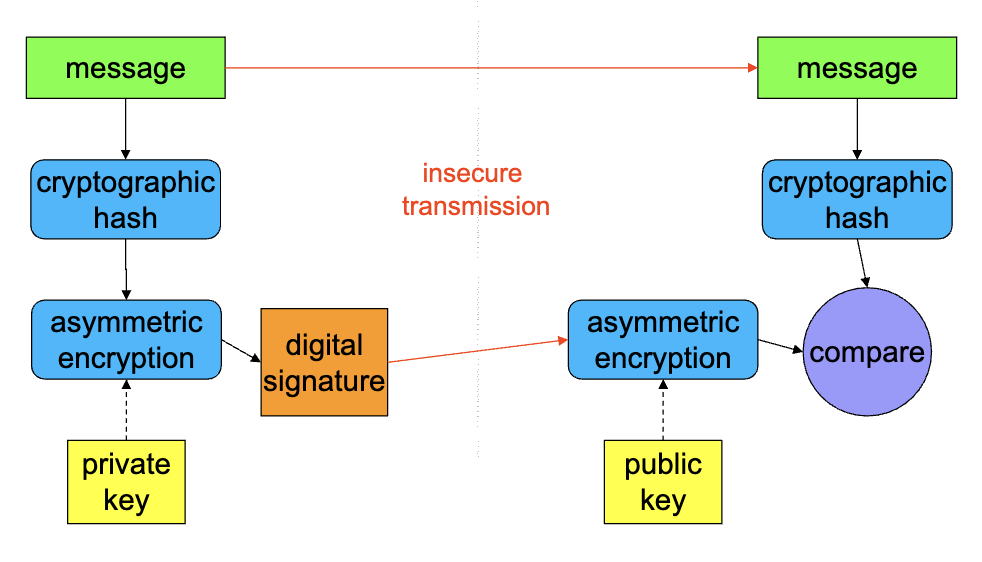 message
message
cryptographic
hash
insecure
transmission
cryptographic
hash
asymmetric
encryption
digital
signature
asymmetric
encryption
compare
private
key
public
key